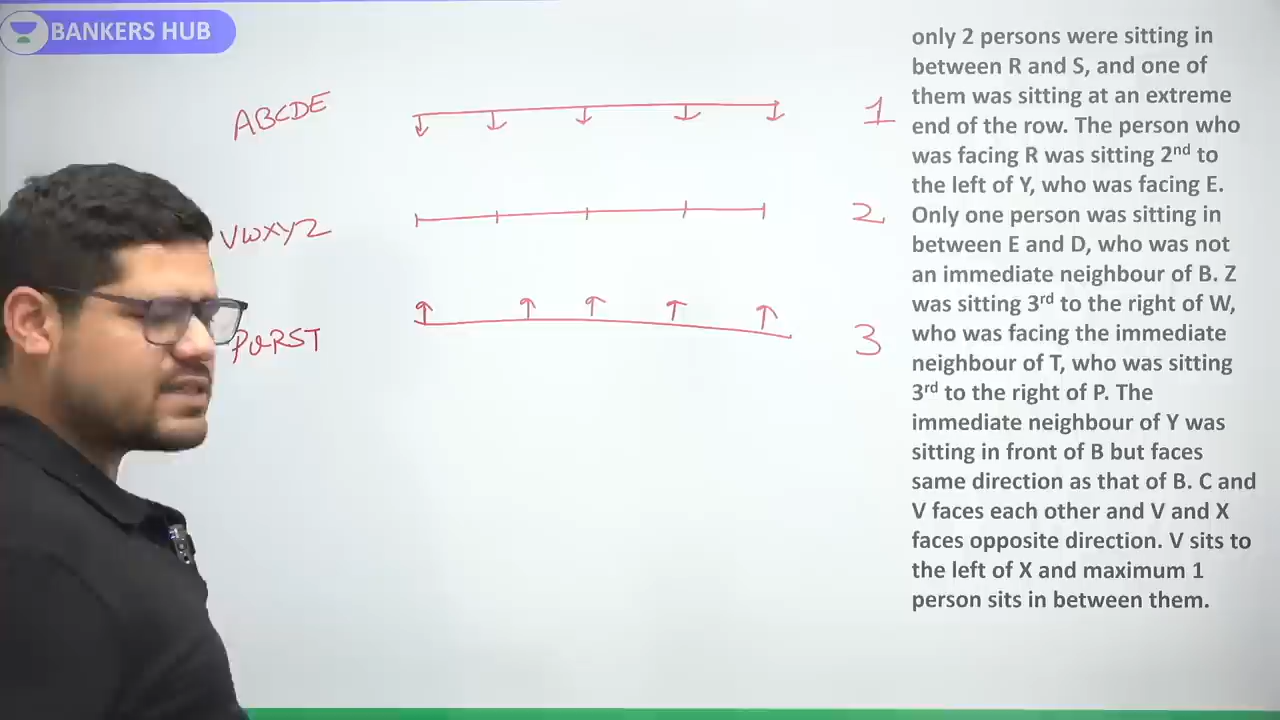 BANKERS HUB
ABCDE
1
VWXYZ
2
PQRST
3
only 2 persons were sitting in
between R and S, and one of
them was sitting at an extreme
end of the row. The person who
was facing R was sitting 2nd to
the left of Y, who was facing E.
Only one person was sitting in
between E and D, who was not
an immediate neighbour of B. Z
was sitting 3rd to the right of W,
who was facing the immediate
neighbour of T, who was sitting
3rd to the right of P. The
immediate neighbour of Y was
sitting in front of B but faces
same direction as that of B. C and
V faces each other and V and X
faces opposite direction. V sits to
the left of X and maximum 1
person sits in between them.